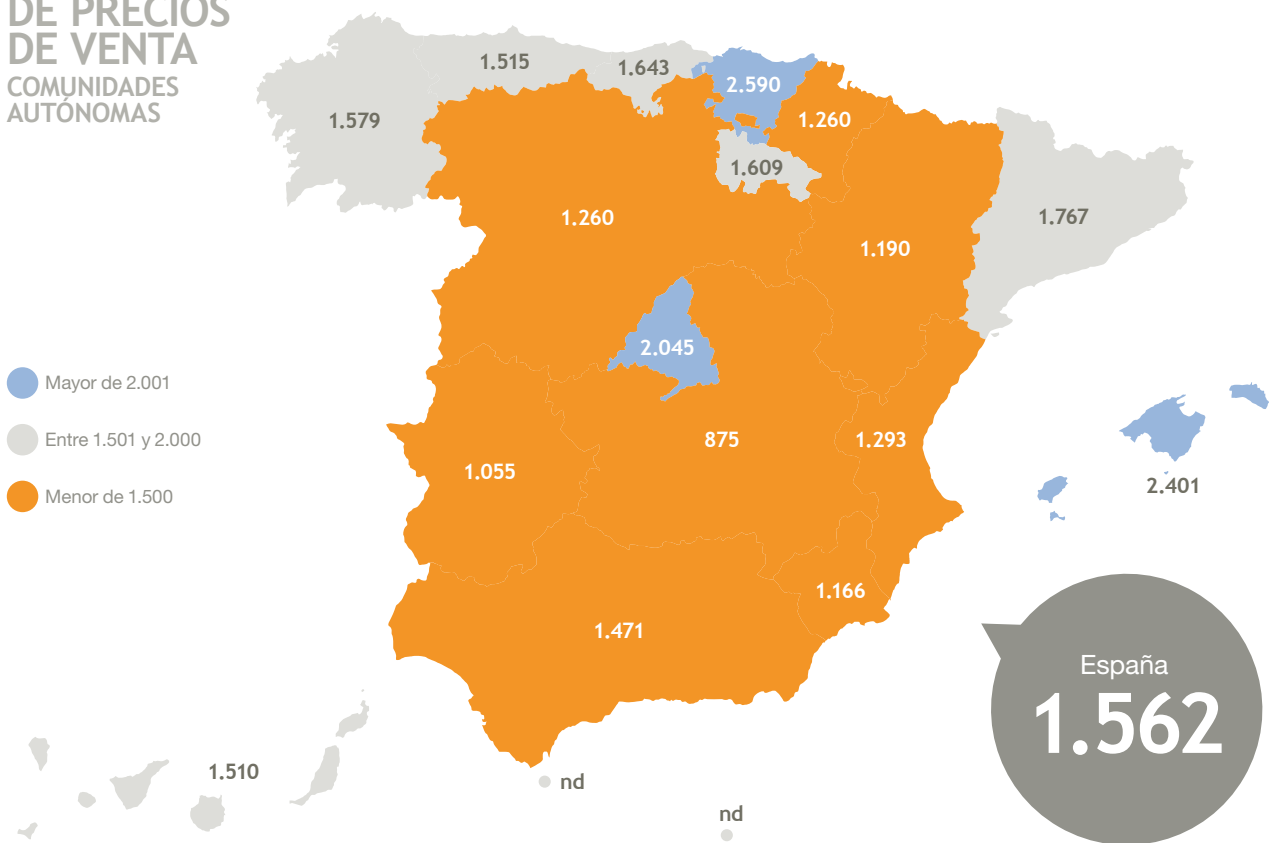 DE PRECIOS
DE VENTA
COMUNIDADES
AUTÓNOMAS
1.515
1.643
2.590
1.579
1.260
1.609
1.260
1.767
1.190
2.045
Mayor de 2.001
Entre 1.501 y 2.000
Menor de 1.500
875
1.293
1.055
2.401
1.166
1.471
España
1.562
1.510
nd
nd